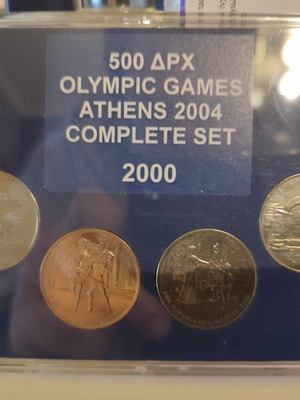 500 ΔΡΧ
OLYMPIC GAMES
ATHENS 2004
COMPLETE SET
2000